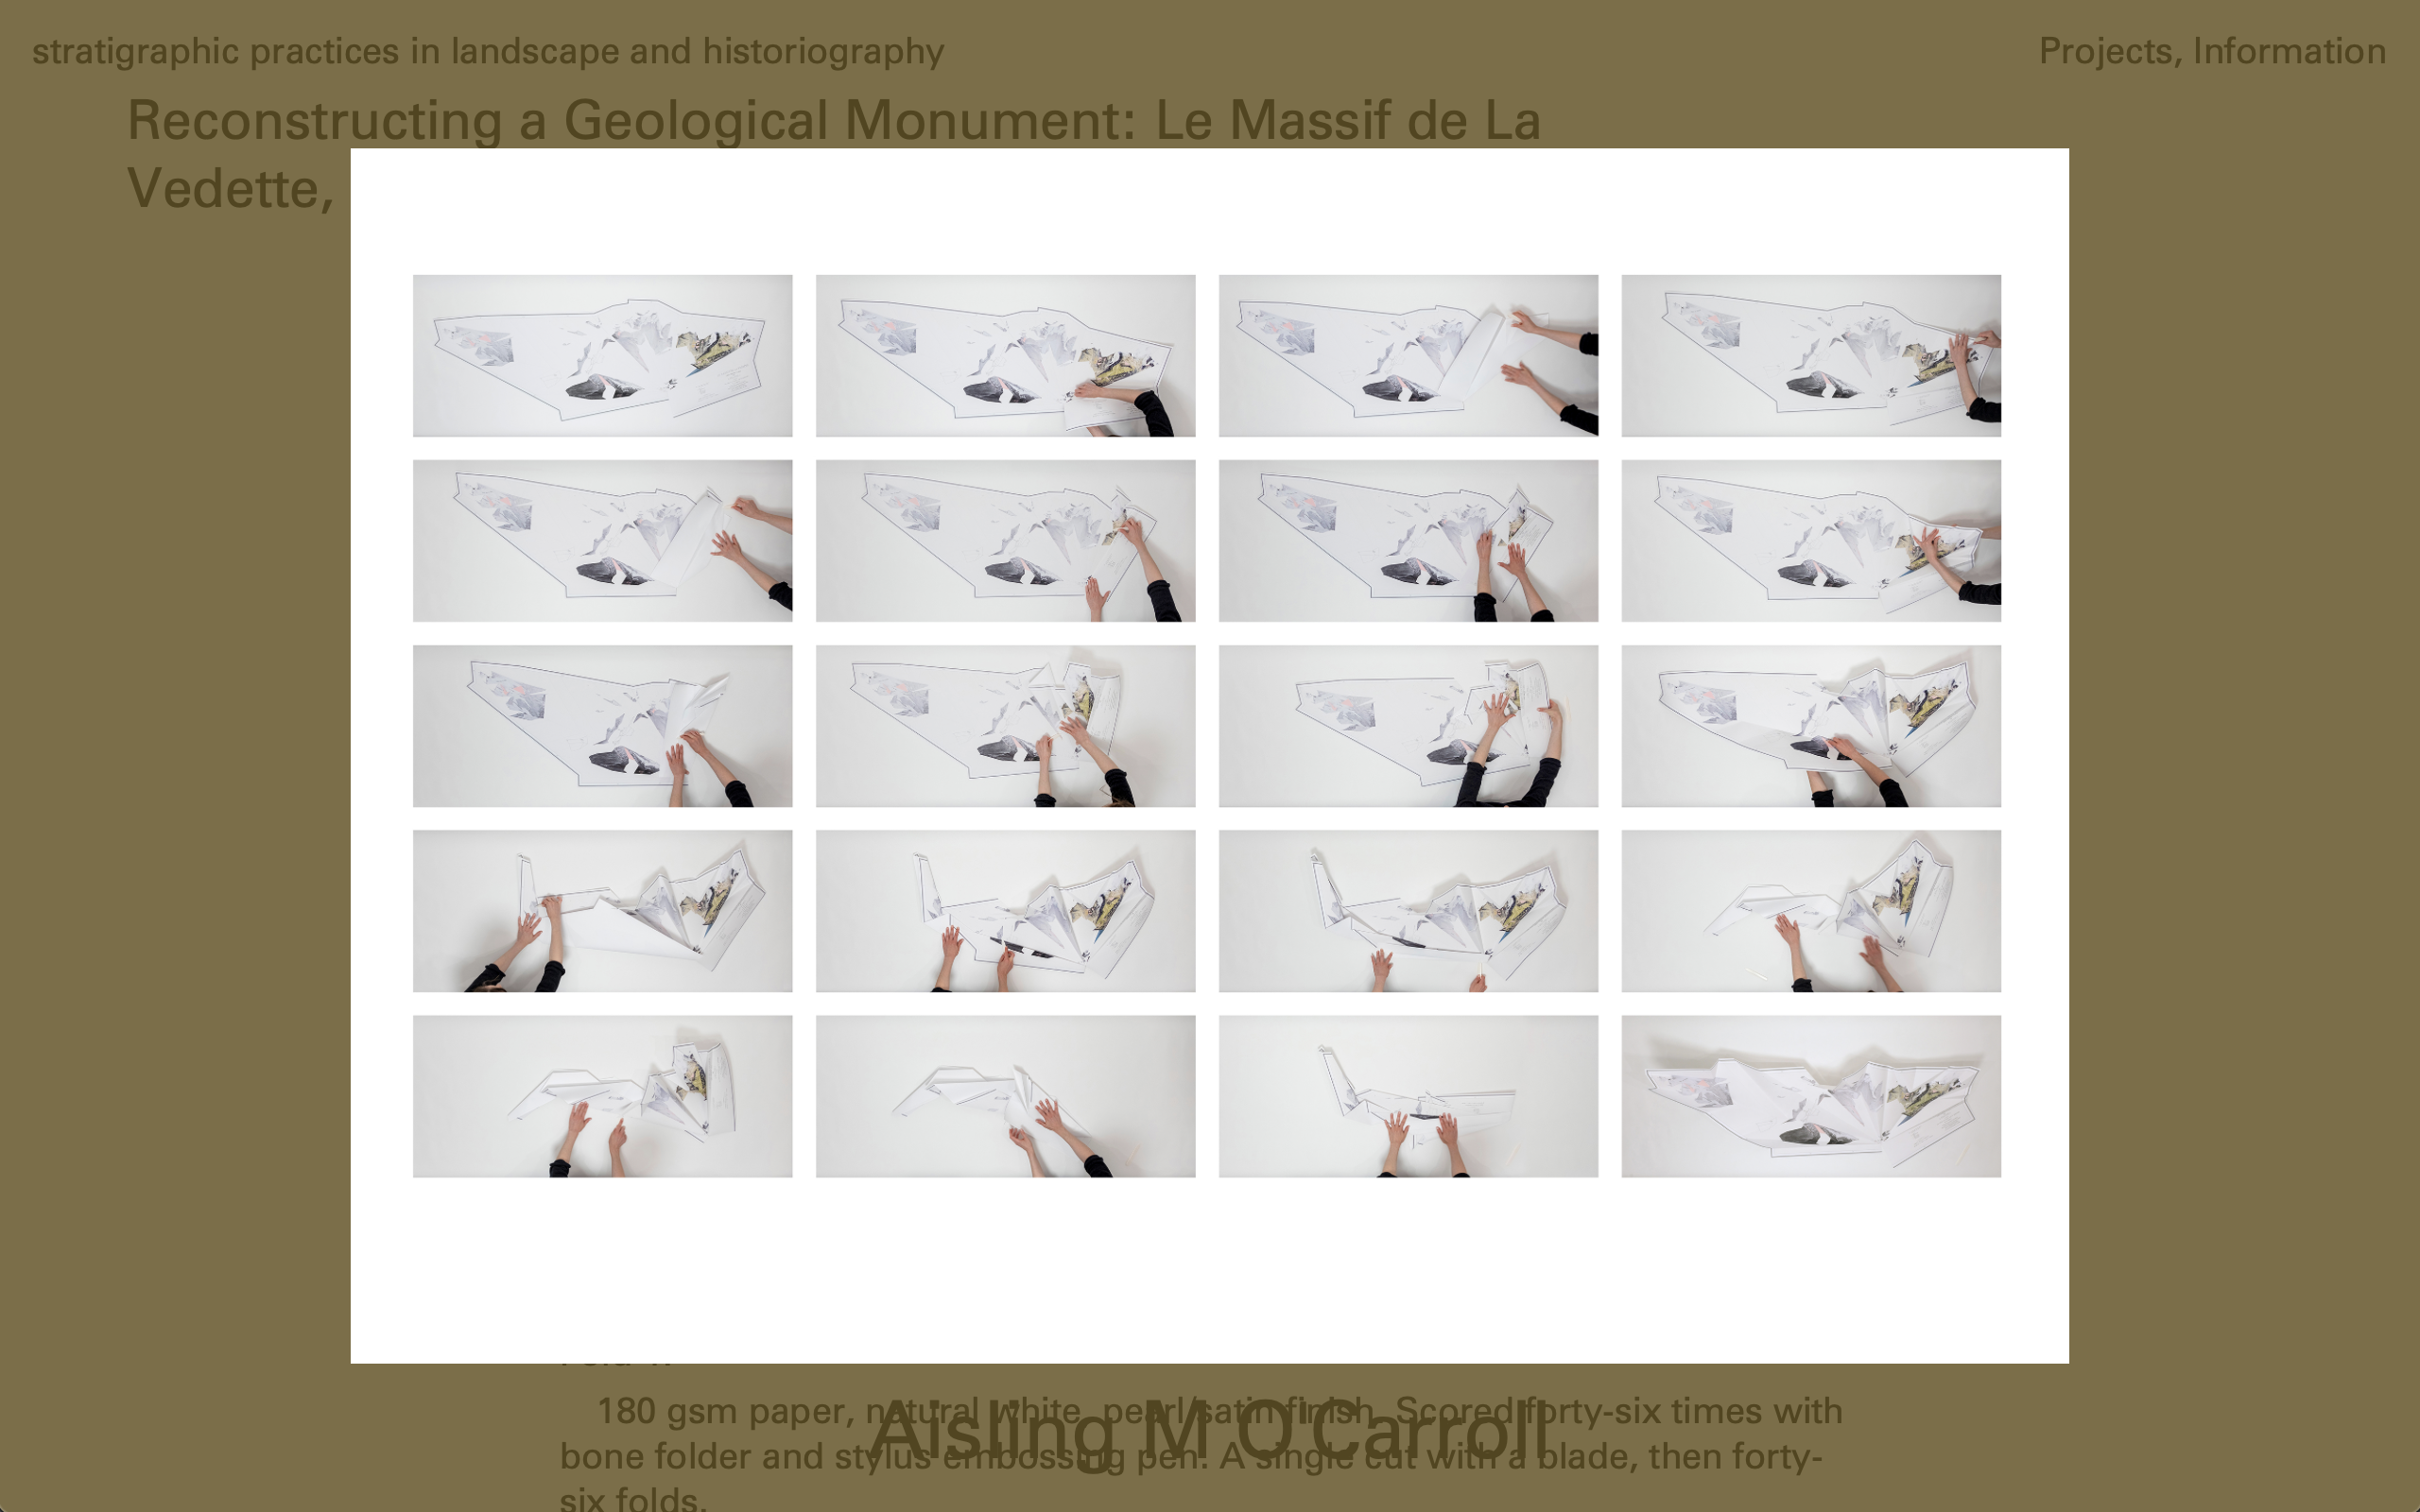 stratigraphic practices in landscape and historiography
Projects, Information
Reconstructing a Geological Monument: Le Massif de La
Vedette,
180 gsm paper, natural white, pearl/satin finish. Scored forty-six times with
Aisling M O'Carroll
bone folder and stylus embossing pen. A single cut with a blade, then forty-
six folds.